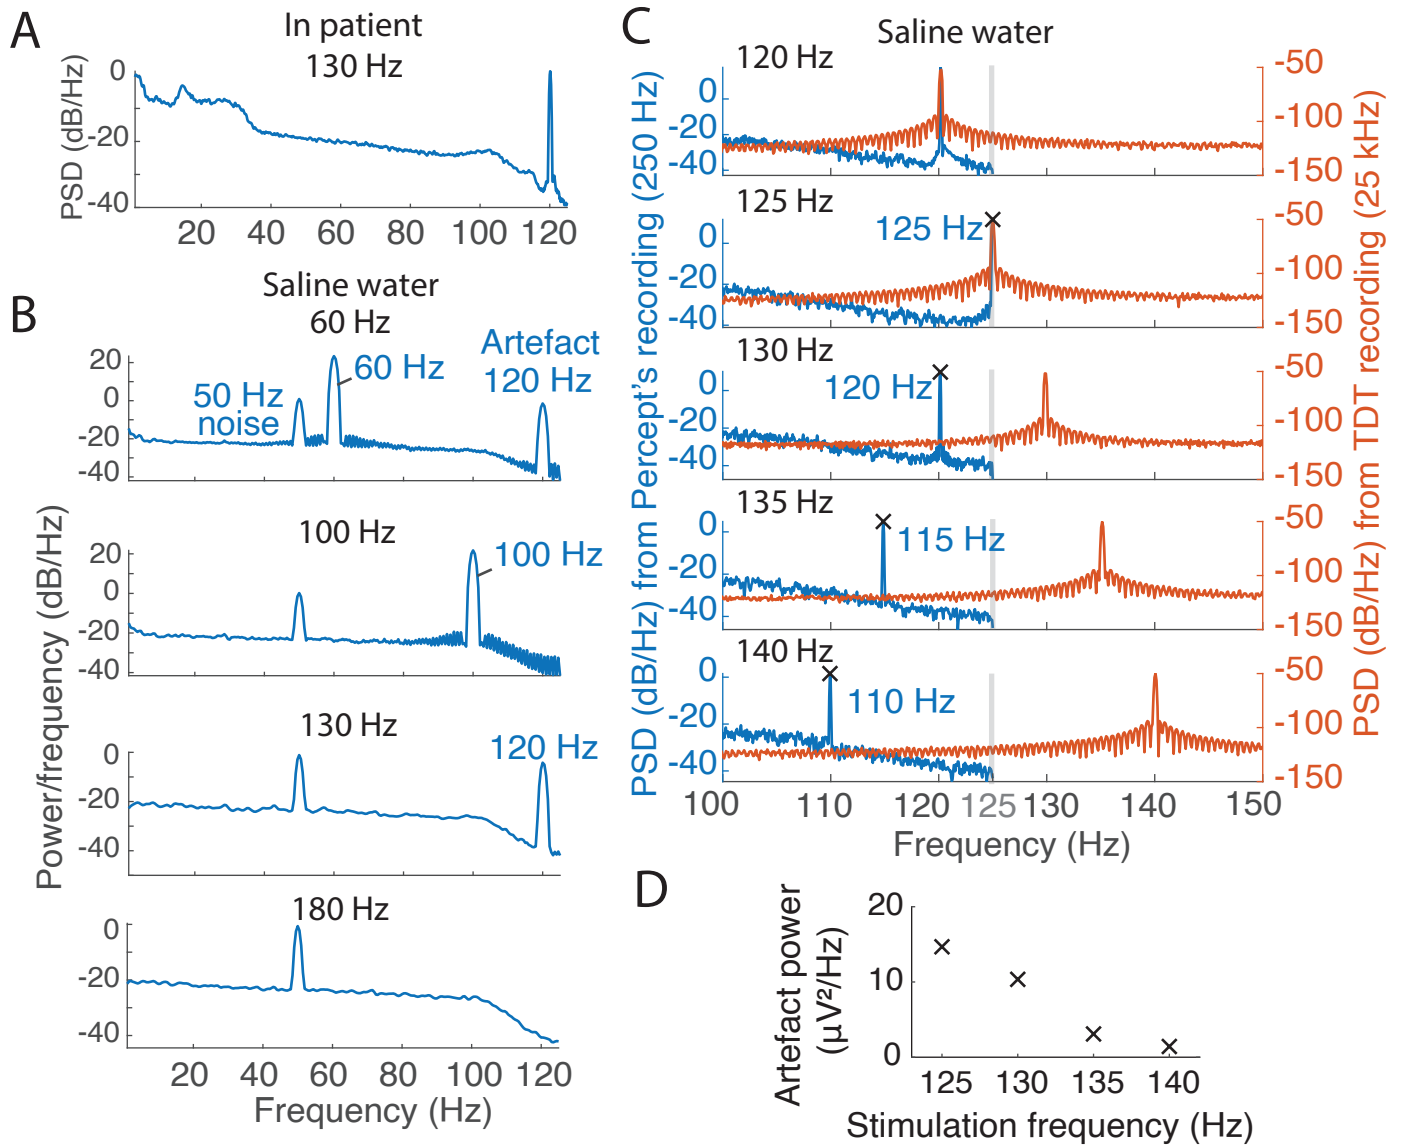 A
In patient
130 Hz
PSD (dB/Hz)
0
-20
-40
20 40 60 80 100 120
B
Saline water
60 Hz
50 Hz
noise
60 Hz
Artefact
120 Hz
20
0
-20
-40
100 Hz
100 Hz
20
0
-20
-40
130 Hz
120 Hz
0
-20
-40
180 Hz
0
-20
-40
Power/frequency (dB/Hz)
20 40 60 80 100 120
Frequency (Hz)
C
Saline water
120 Hz
0
-20
-40
-50
-100
-150
125 Hz
125 Hz
0
-20
-40
-50
-100
-150
130 Hz
120 Hz
0
-20
-40
-50
-100
-150
135 Hz
115 Hz
0
-20
-40
-50
-100
-150
140 Hz
110 Hz
0
-20
-40
-50
-100
-150
PSD (dB/Hz) from Percept's recording (250 Hz)
PSD (dB/Hz) from TDT recording (25 kHz)
100 110 120 125 130 140 150
Frequency (Hz)
D
Artefact power
(µV²/Hz)
20
10
0
125 130 135 140
Stimulation frequency (Hz)